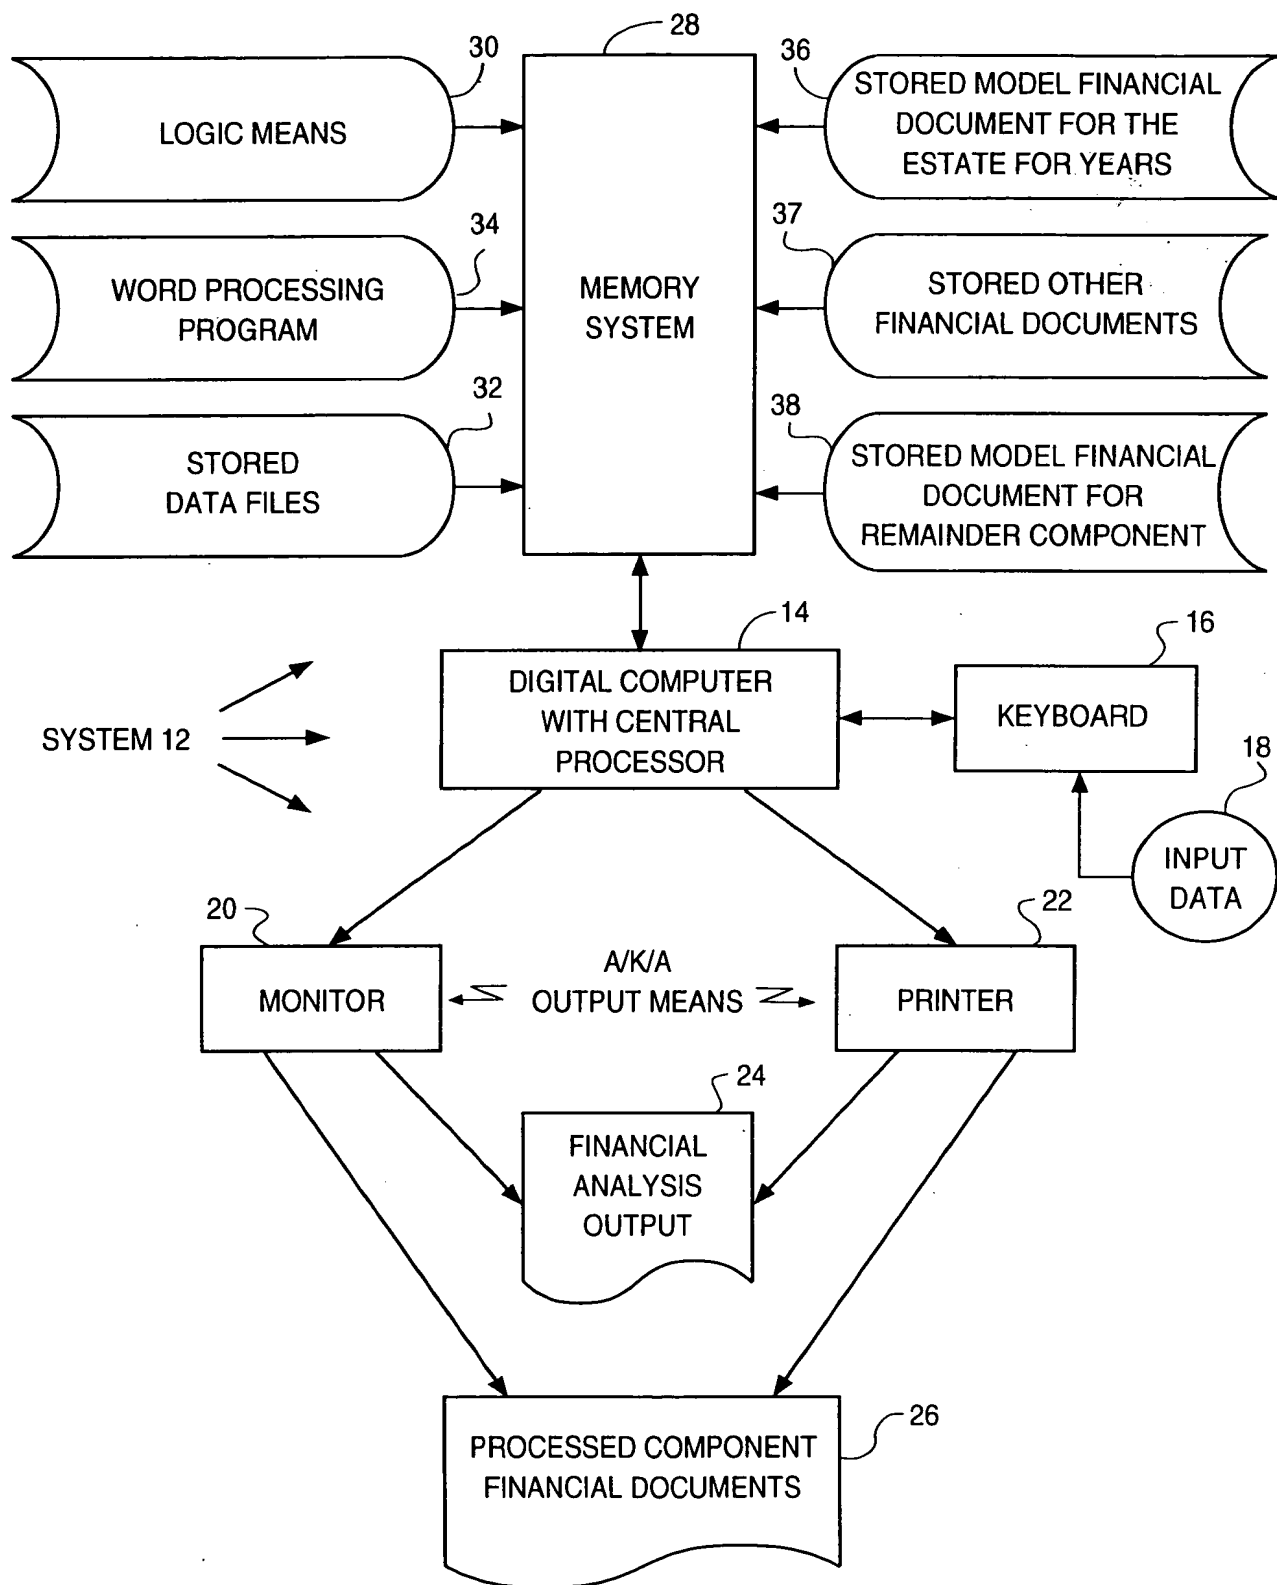 28
30
LOGIC MEANS
36
STORED MODEL FINANCIAL
DOCUMENT FOR THE
ESTATE FOR YEARS
34
WORD PROCESSING
PROGRAM
MEMORY
SYSTEM
37
STORED OTHER
FINANCIAL DOCUMENTS
32
STORED
DATA FILES
38
STORED MODEL FINANCIAL
DOCUMENT FOR
REMAINDER COMPONENT
14
16
SYSTEM 12
DIGITAL COMPUTER
WITH CENTRAL
PROCESSOR
KEYBOARD
18
INPUT
DATA
20
22
MONITOR
A/K/A
OUTPUT MEANS
PRINTER
24
FINANCIAL
ANALYSIS
OUTPUT
26
PROCESSED COMPONENT
FINANCIAL DOCUMENTS